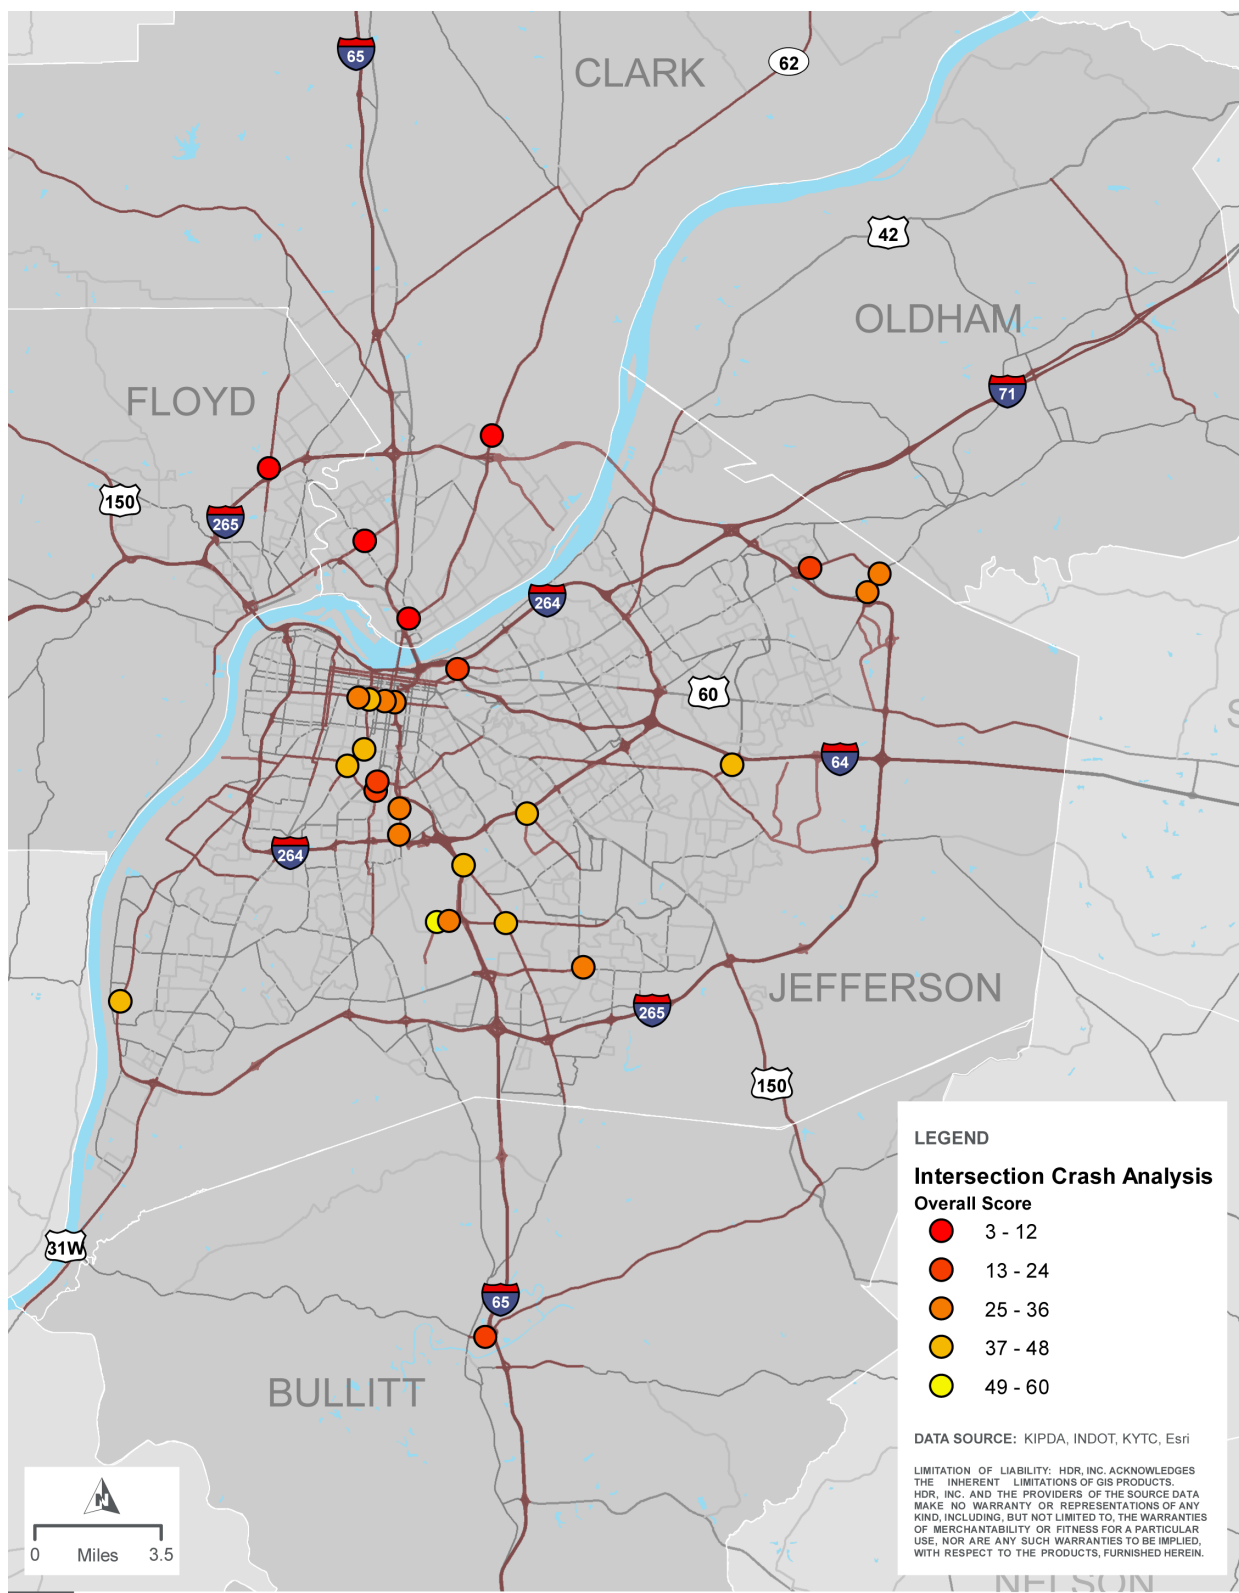 65
CLARK
62
42
OLDHAM
71
FLOYD
150
265
264
60
64
264
JEFFERSON
265
150
31W
65
BULLITT
LEGEND
Intersection Crash Analysis
Overall Score
3 - 12
13 - 24
25 - 36
37 - 48
49 - 60
DATA SOURCE: KIPDA, INDOT, KYTC, Esri
LIMITATION OF LIABILITY: HDR, INC. ACKNOWLEDGES
THE INHERENT LIMITATIONS OF GIS PRODUCTS.
HDR, INC. AND THE PROVIDERS OF THE SOURCE DATA
MAKE NO WARRANTY OR REPRESENTATIONS OF ANY
KIND, INCLUDING, BUT NOT LIMITED TO, THE WARRANTIES
OF MERCHANTABILITY OR FITNESS FOR A PARTICULAR
USE, NOR ARE ANY SUCH WARRANTIES TO BE IMPLIED,
WITH RESPECT TO THE PRODUCTS, FURNISHED HEREIN.
N
0 Miles 3.5
NELSON